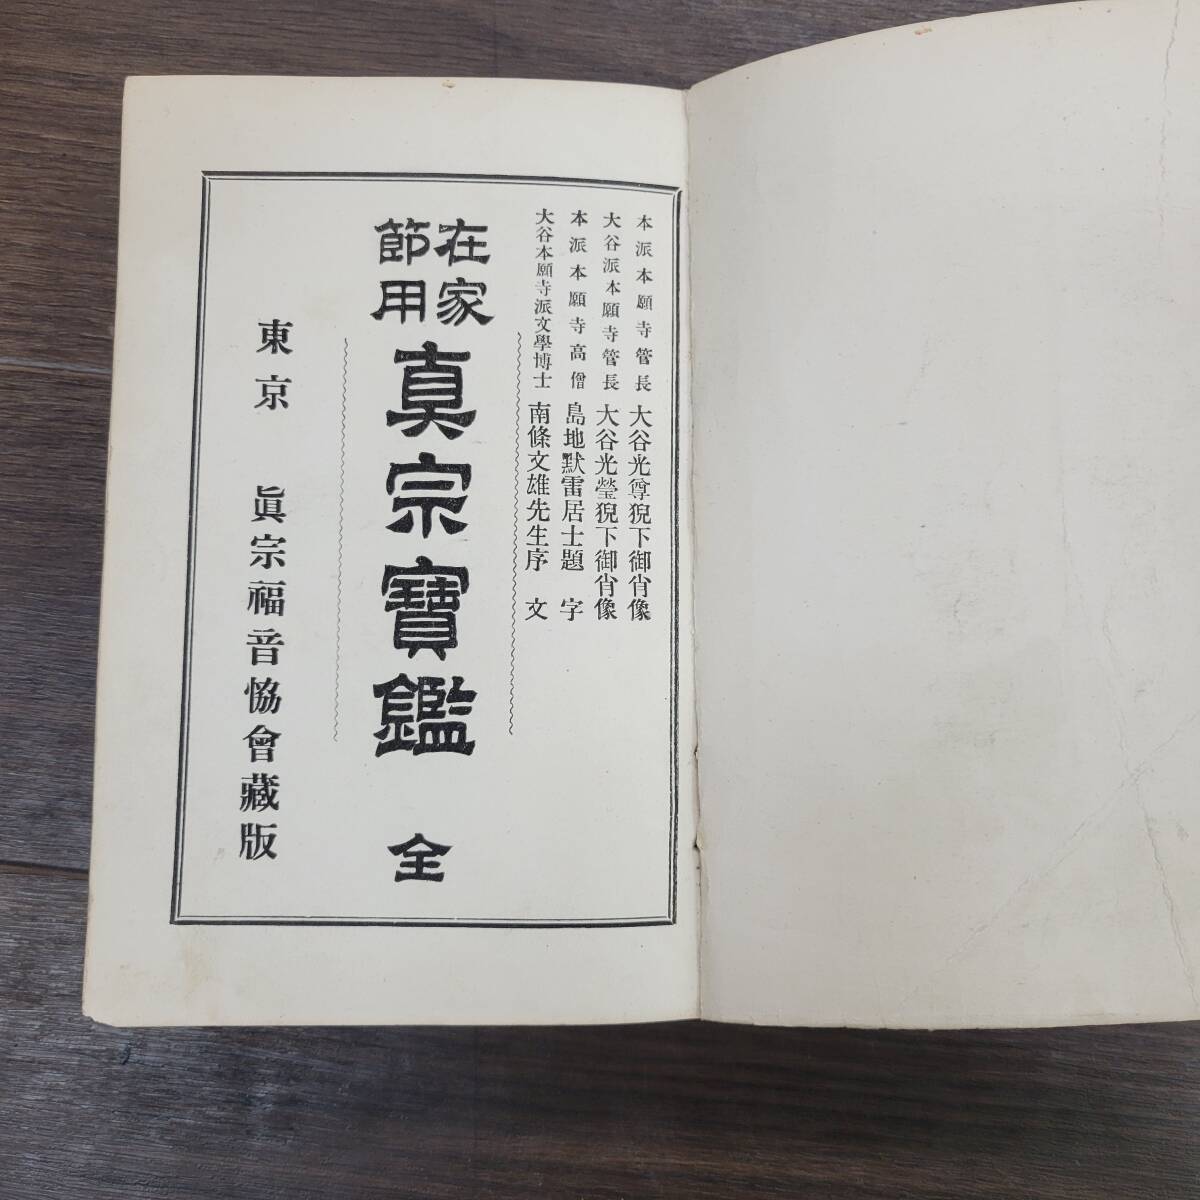 本派本願寺管長 大谷光尊猊下御肖像
大谷派本願寺管長 大谷光瑩猊下御肖像
本派本願寺高僧 島地默雷居士題字
大谷本願寺派文學博士 南條文雄先生序文
在家
節用
真宗寶鑑 全
東京 眞宗福音恊會藏版